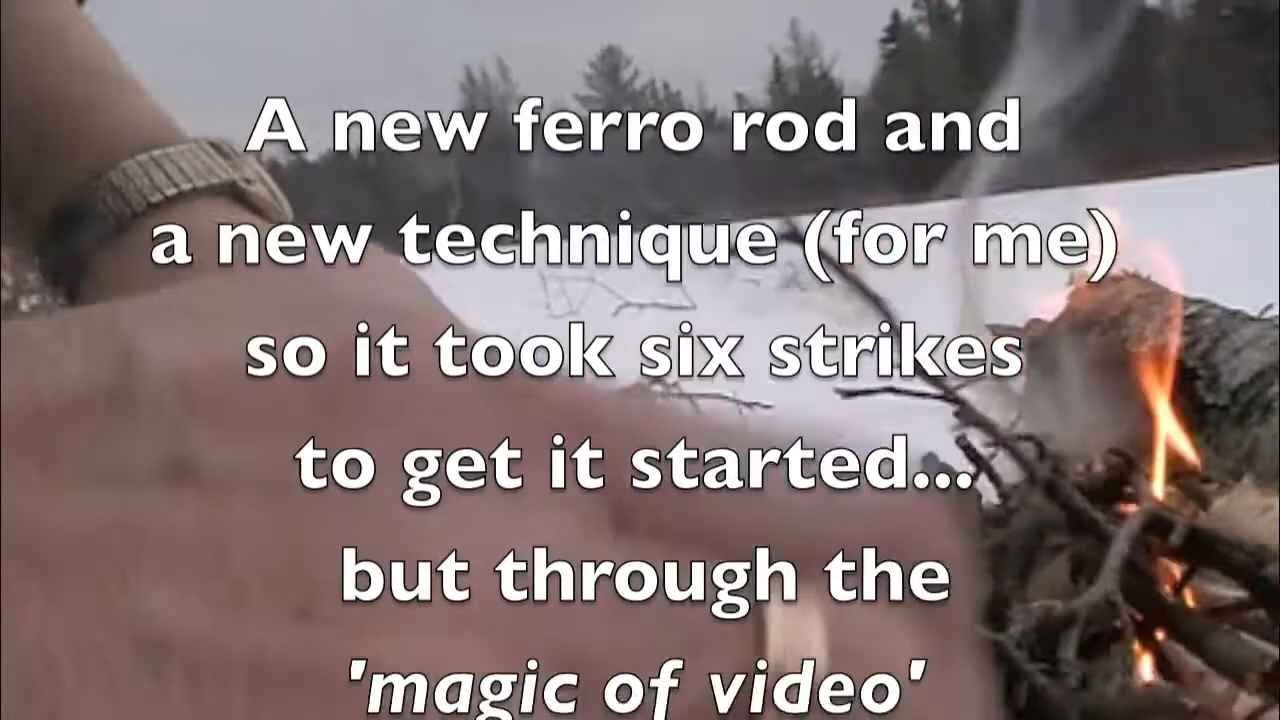 A new ferro rod and
a new technique (for me)
so it took six strikes
to get it started...
but through the
'magic of video'